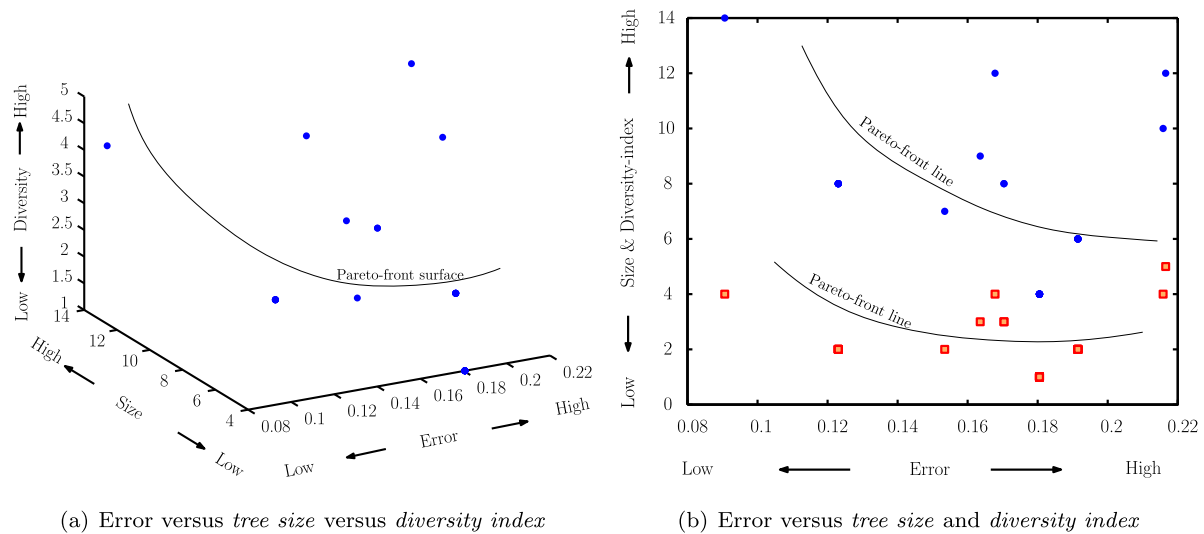 5
4.5
4
3.5
3
2.5
2
1.5
1
High
Diversity
Low
14
12
10
8
6
4
High
Size
Low
0.08
0.1
0.12
0.14
0.16
0.18
0.2
0.22
Low
Error
High
Pareto-front surface
(a) Error versus tree size versus diversity index
14
12
10
8
6
4
2
0
High
Size & Diversity-index
Low
Pareto-front line
Pareto-front line
0.08
0.1
0.12
0.14
0.16
0.18
0.2
0.22
Low
Error
High
(b) Error versus tree size and diversity index